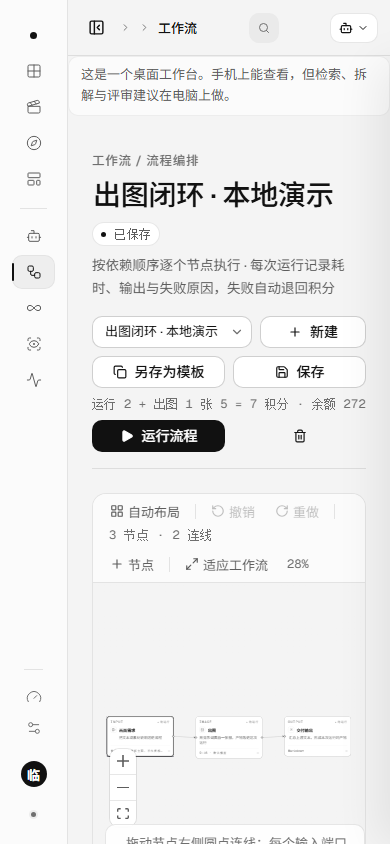 工作流
这是一个桌面工作台。手机上能查看，但检索、拆
解与评审建议在电脑上做。
工作流 / 流程编排
出图闭环 · 本地演示
已保存
按依赖顺序逐个节点执行 · 每次运行记录耗
时、输出与失败原因，失败自动退回积分
出图闭环 · 本地演示
新建
另存为模板
保存
运行 2 + 出图 1 张 5 = 7 积分 · 余额 272
运行流程
自动布局
撤销
重做
3 节点 · 2 连线
节点
适应工作流
28%
出图
交付输出
临
拖动节点右侧圆点连线；每个输入端口